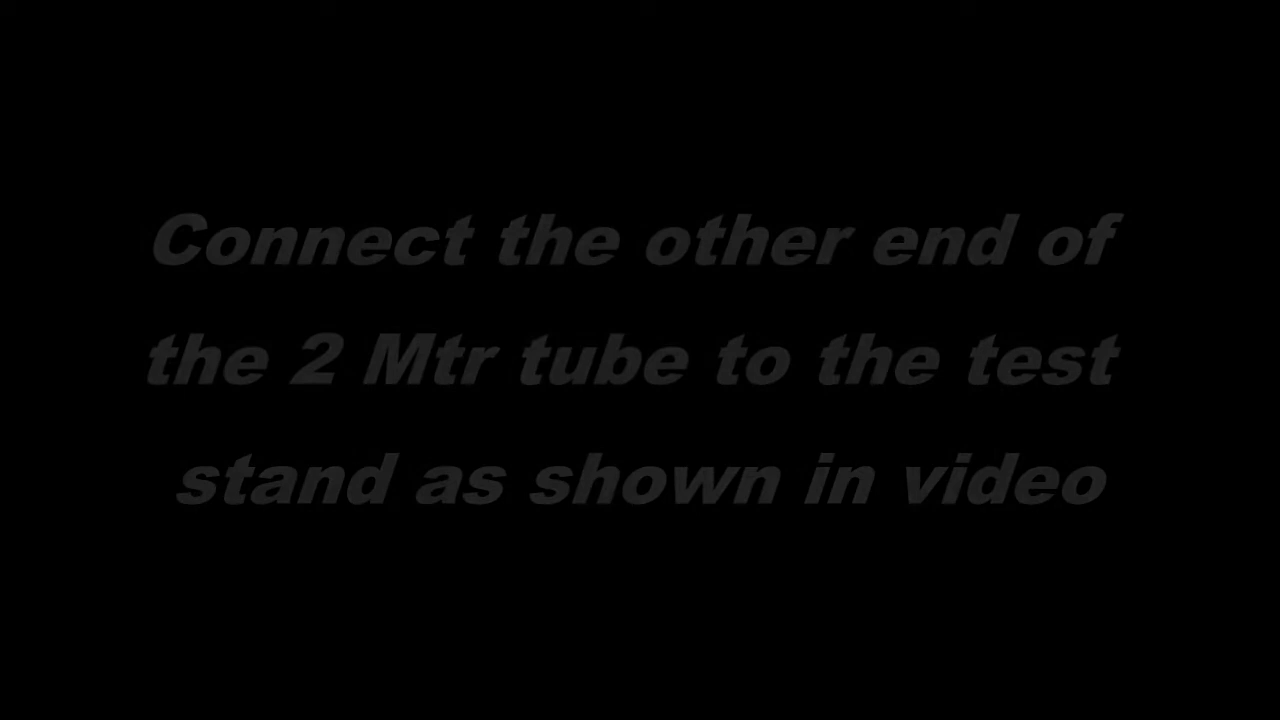 Connect the other end of
the 2 Mtr tube to the test
stand as shown in video